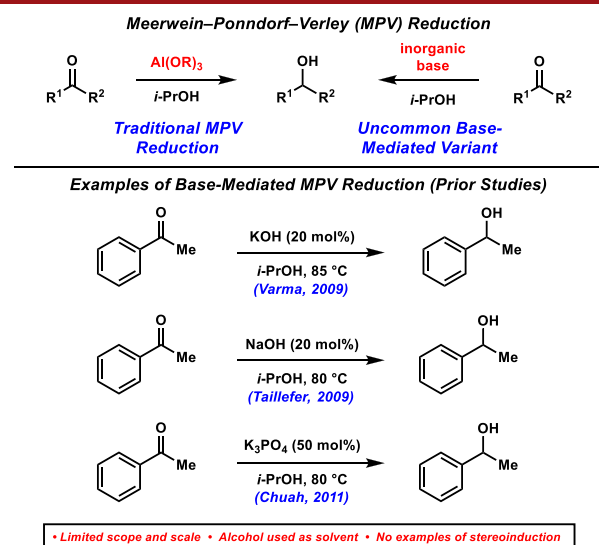 Meerwein–Ponndorf–Verley (MPV) Reduction
O
R¹ R²
Al(OR)₃
i-PrOH
OH
R¹ R²
inorganic
base
i-PrOH
O
R¹ R²
Traditional MPV
Reduction
Uncommon Base-
Mediated Variant
Examples of Base-Mediated MPV Reduction (Prior Studies)
O
Me
KOH (20 mol%)
i-PrOH, 85 °C
(Varma, 2009)
OH
Me
O
Me
NaOH (20 mol%)
i-PrOH, 80 °C
(Taillefer, 2009)
OH
Me
O
Me
K₃PO₄ (50 mol%)
i-PrOH, 80 °C
(Chuah, 2011)
OH
Me
• Limited scope and scale • Alcohol used as solvent • No examples of stereoinduction